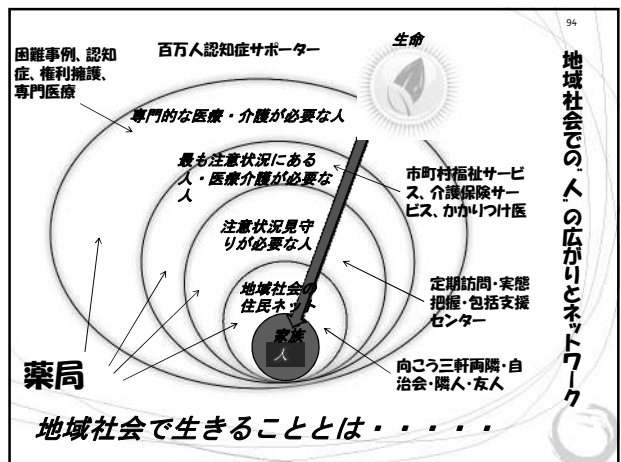 94
地域社会での"人"の広がりとネットワーク
生命
百万人認知症サポーター
困難事例、認知
症、権利擁護、
専門医療
専門的な医療・介護が必要な人
最も注意状況にある
人・医療介護が必要な
人
市町村福祉サービ
ス、介護保険サー
ビス、かかりつけ医
注意状況見守
りが必要な人
定期訪問・実態
把握・包括支援
センター
地域社会の
住民ネット
家族
人
向こう三軒両隣・自
治会・隣人・友人
薬局
地域社会で生きることとは・・・・・